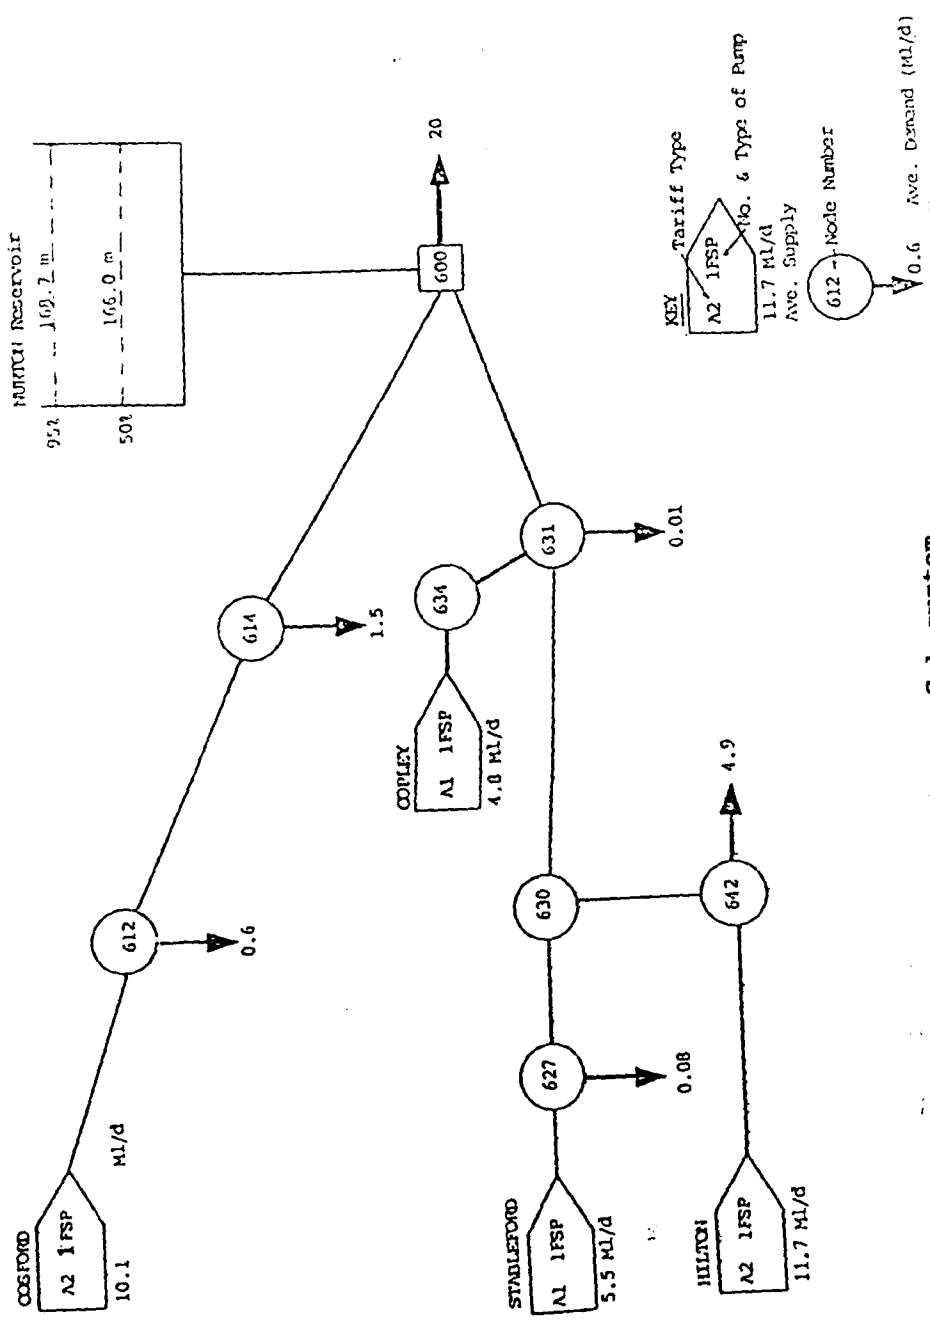 NURTON Reservoir
95%
169.7 m
50%
166.0 m
600
20
614
1.5
612
0.6
COSFORD
A2 1FSP
10.1
Ml/d
COPLEY
A1 1FSP
4.8 Ml/d
634
631
0.01
630
627
0.08
STABLEFORD
A1 1FSP
5.5 Ml/d
642
4.9
HILTON
A2 1FSP
11.7 Ml/d
KEY
Tariff Type
A2 1FSP
No. & Type of Pump
11.7 Ml/d
Ave. Supply
612
Node Number
0.6 Ave. Demand (Ml/d)